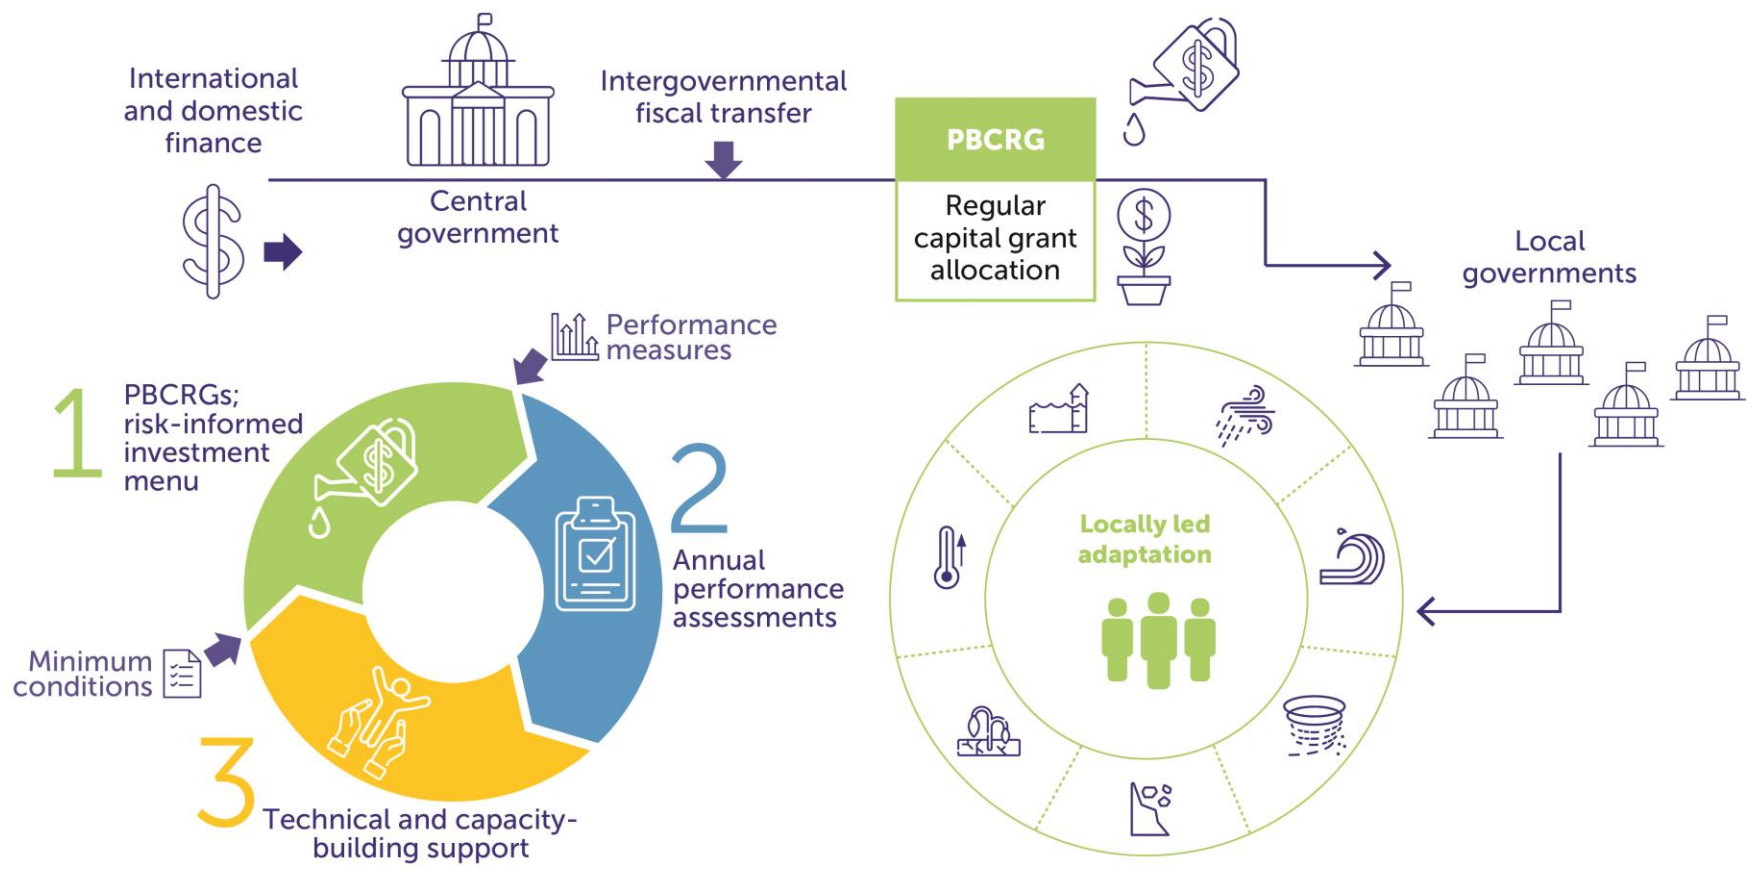 International
and domestic
finance
Central
government
Intergovernmental
fiscal transfer
PBCRG
Regular
capital grant
allocation
Local
governments
Performance
measures
1
PBCRGs;
risk-informed
investment
menu
2
Annual
performance
assessments
Minimum
conditions
3
Technical and capacity-
building support
Locally led
adaptation